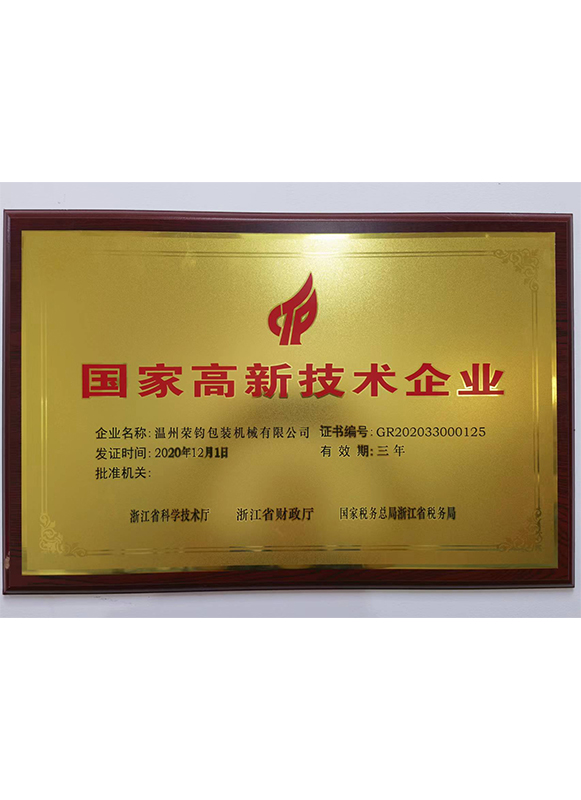 国家高新技术企业
企业名称: 温州荣钧包装机械有限公司 证书编号: GR202033000125
发证时间: 2020年12月1日 有 效 期: 三 年
批准机关:
浙江省科学技术厅 浙江省财政厅 国家税务总局浙江省税务局